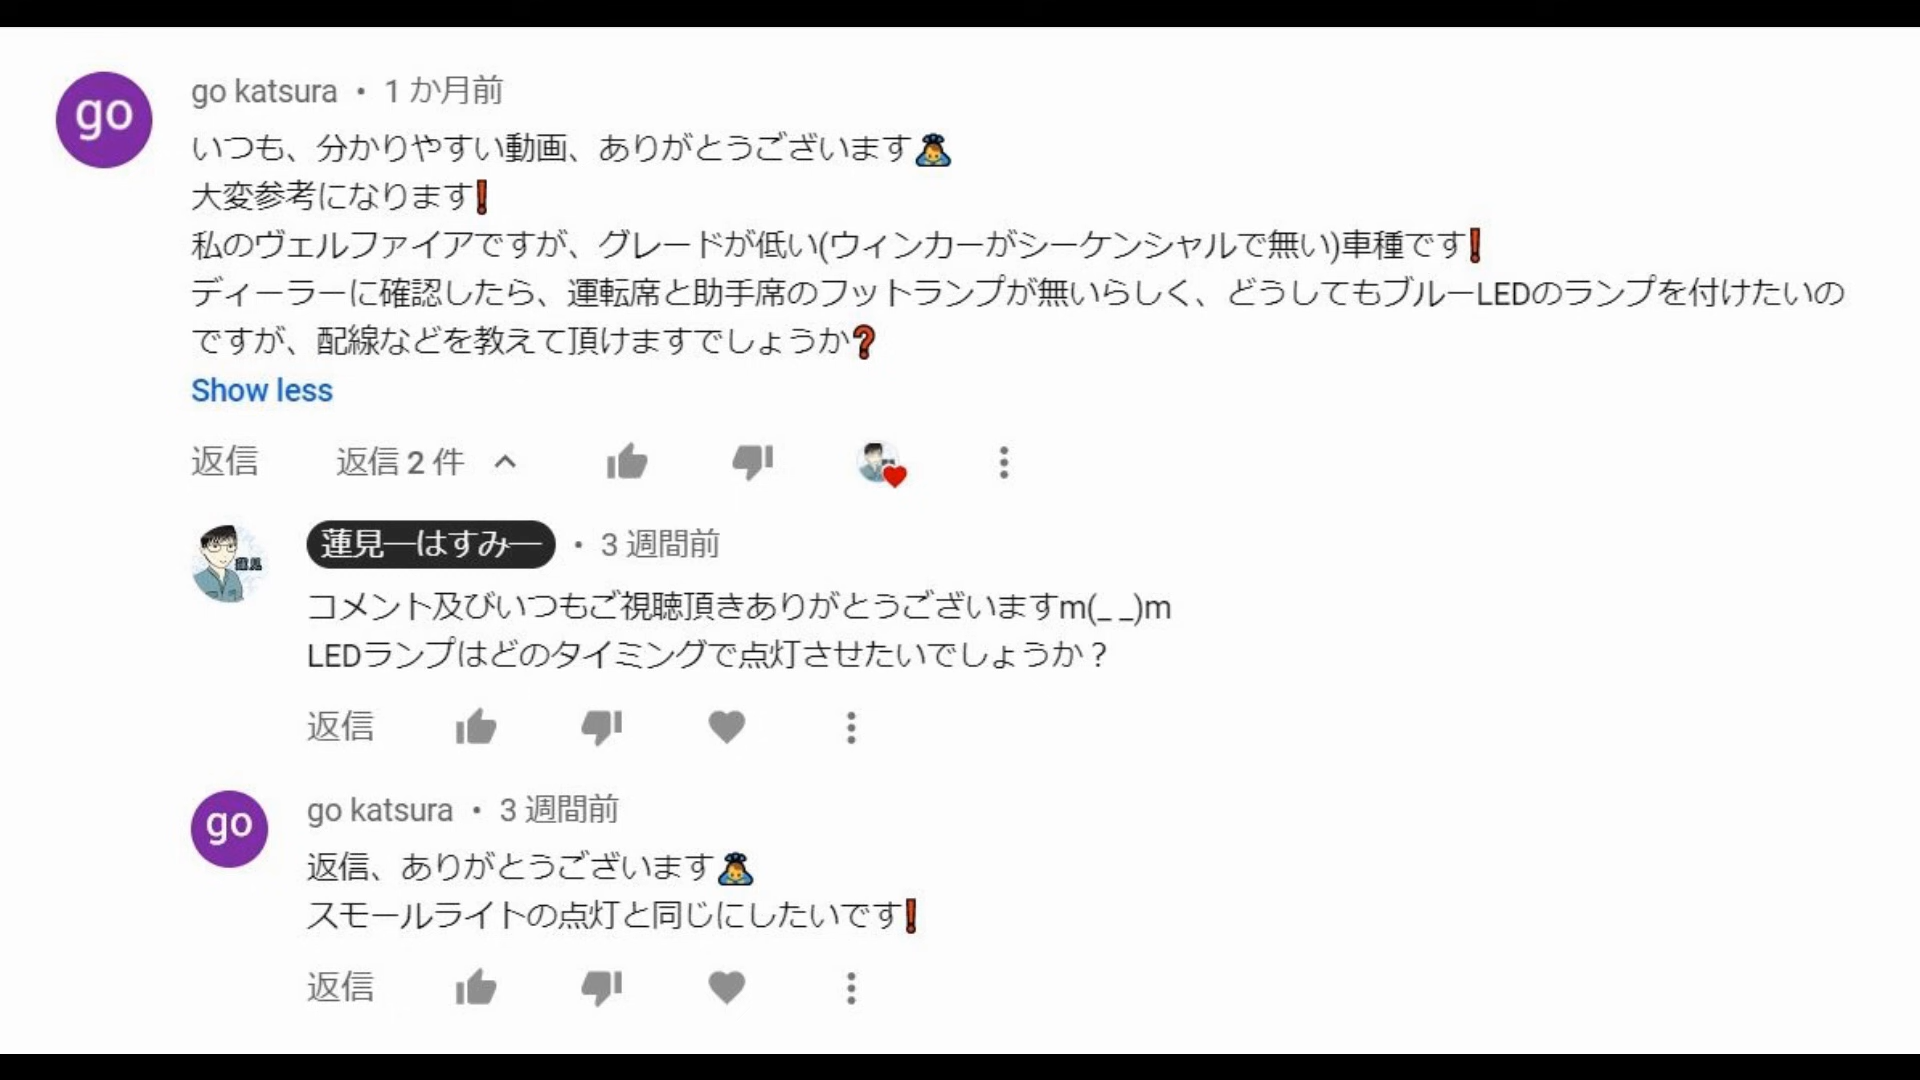 go
go katsura • 1 か月前
いつも、分かりやすい動画、ありがとうございます🙇
大変参考になります❗
私のヴェルファイアですが、グレードが低い(ウィンカーがシーケンシャルで無い)車種です❗
ディーラーに確認したら、運転席と助手席のフットランプが無いらしく、どうしてもブルーLEDのランプを付けたいの
ですが、配線などを教えて頂けますでしょうか❓
Show less
返信 返信 2 件
蓮見
蓮見―はすみ― • 3 週間前
コメント及びいつもご視聴頂きありがとうございますm(_ _)m
LEDランプはどのタイミングで点灯させたいでしょうか？
返信
go
go katsura • 3 週間前
返信、ありがとうございます🙇
スモールライトの点灯と同じにしたいです❗
返信